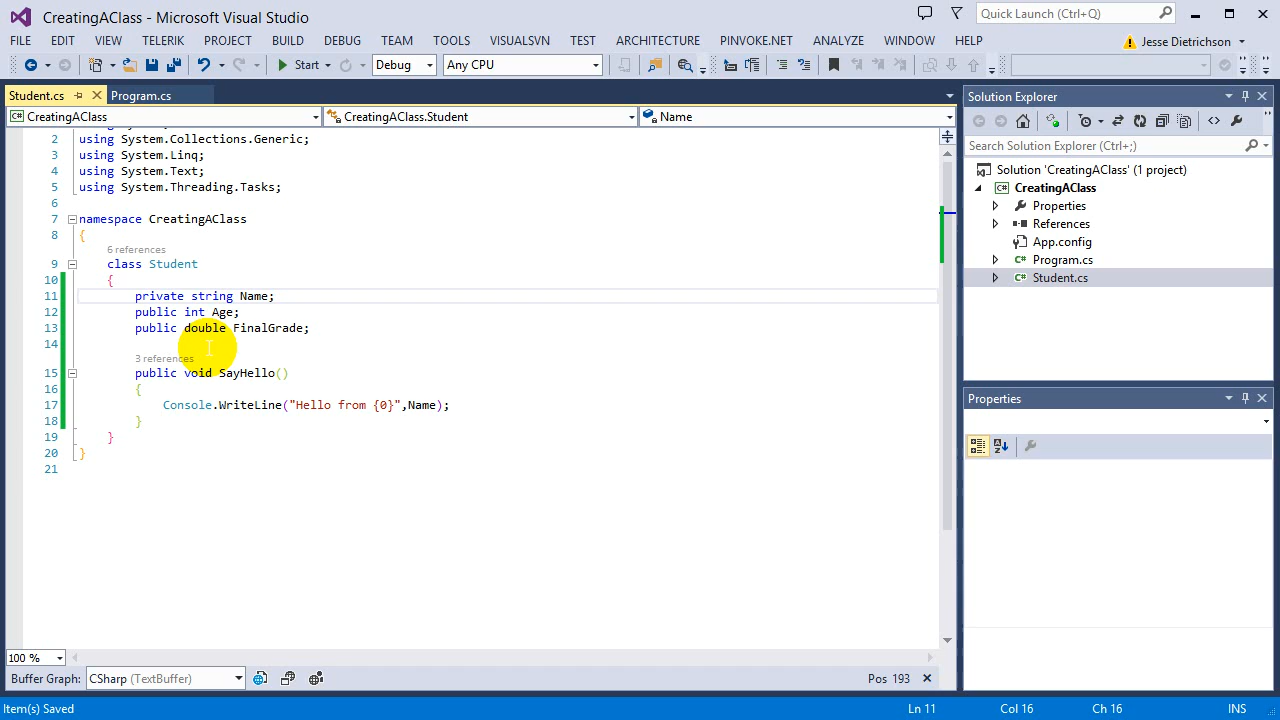 CreatingAClass - Microsoft Visual Studio
Quick Launch (Ctrl+Q)
FILE EDIT VIEW TELERIK PROJECT BUILD DEBUG TEAM TOOLS VISUALSVN TEST ARCHITECTURE PINVOKE.NET ANALYZE WINDOW HELP
Jesse Dietrichson
Start Debug Any CPU
Student.cs Program.cs
CreatingAClass CreatingAClass.Student Name
2 using System.Collections.Generic;
3 using System.Linq;
4 using System.Text;
5 using System.Threading.Tasks;
6
7 namespace CreatingAClass
8 {
6 references
9 class Student
10 {
11 private string Name;
12 public int Age;
13 public double FinalGrade;
14
3 references
15 public void SayHello()
16 {
17 Console.WriteLine("Hello from {0}",Name);
18 }
19 }
20 }
21
100 %
Buffer Graph: CSharp (TextBuffer) Pos 193
Solution Explorer
Search Solution Explorer (Ctrl+;)
Solution 'CreatingAClass' (1 project)
CreatingAClass
Properties
References
App.config
Program.cs
Student.cs
Properties
Item(s) Saved Ln 11 Col 16 Ch 16 INS